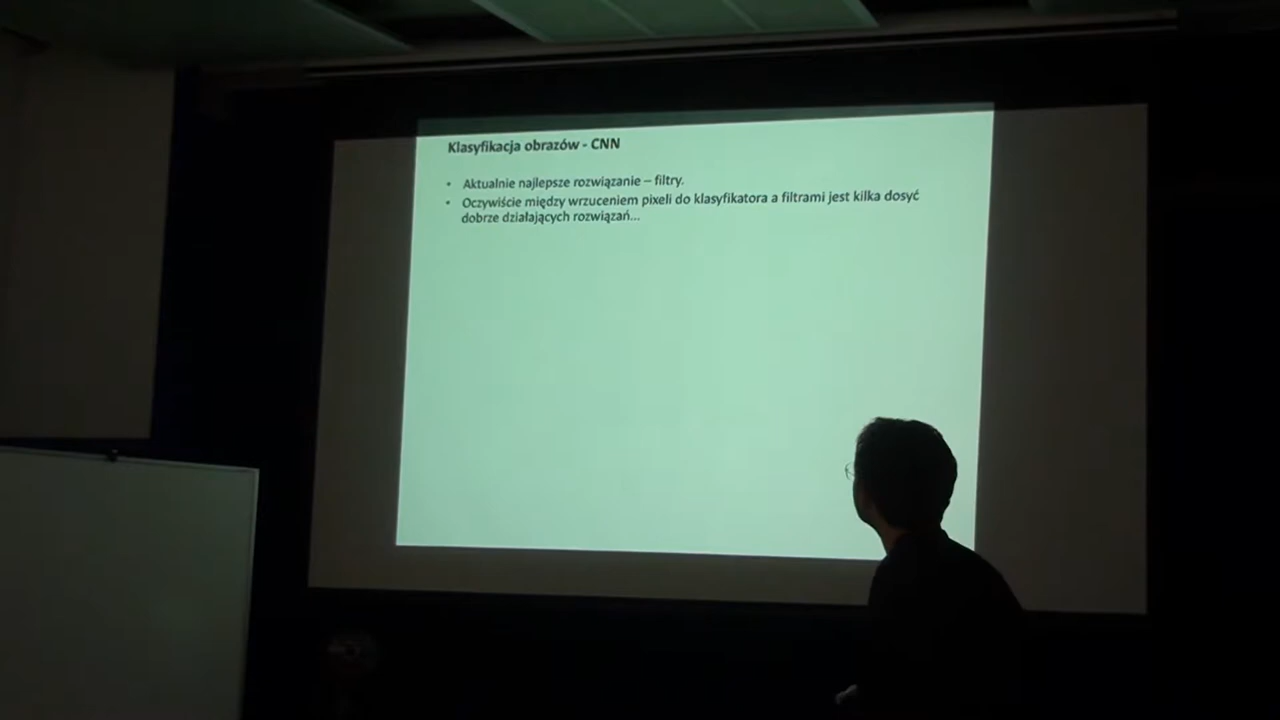 Klasyfikacja obrazów - CNN
• Aktualnie najlepsze rozwiązanie – filtry.
• Oczywiście między wrzuceniem pixeli do klasyfikatora a filtrami jest kilka dosyć
dobrze działających rozwiązań...